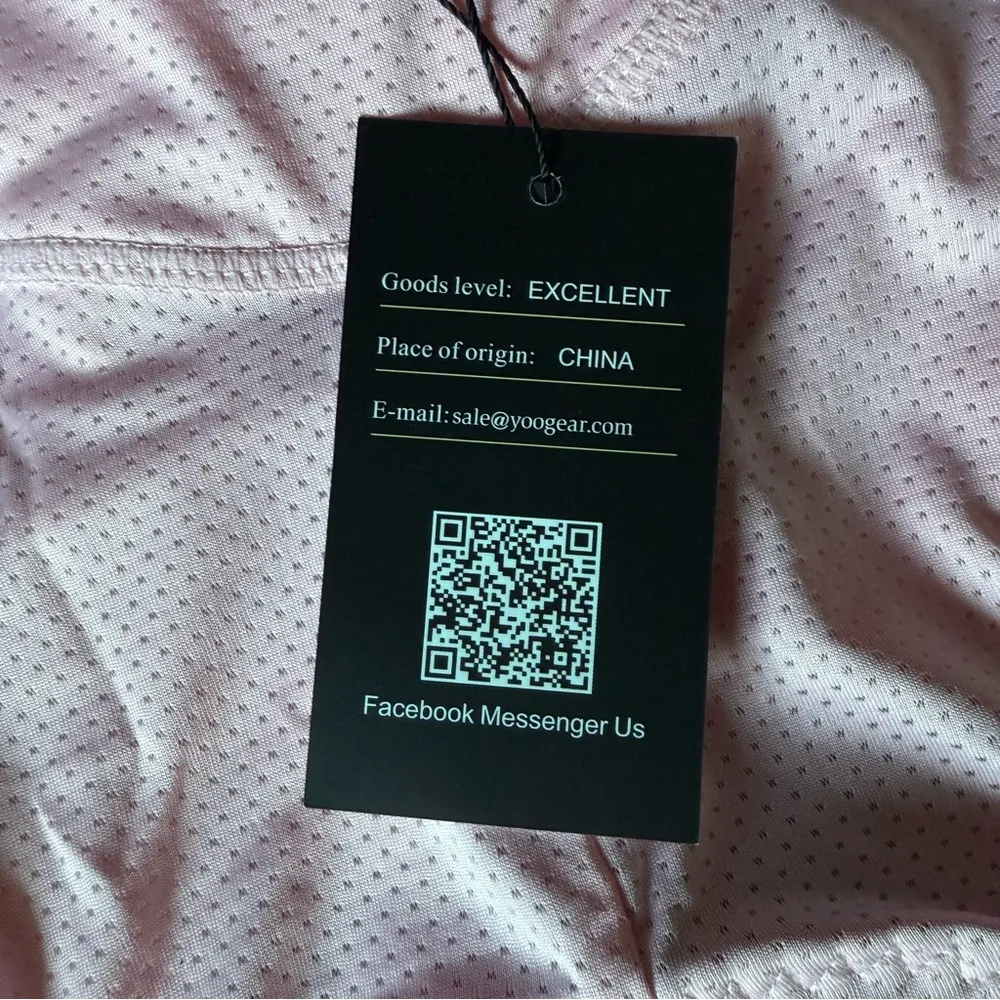 Goods level: EXCELLENT
Place of origin: CHINA
E-mail:sale@yoogear.com
Facebook Messenger Us